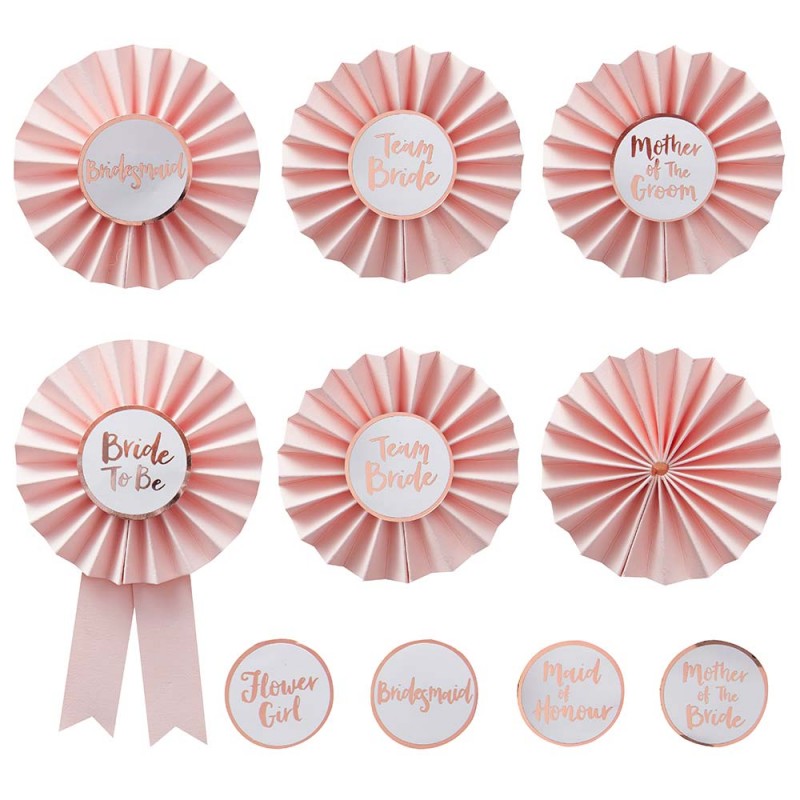 Bridesmaid
Team
Bride
Mother
of The
Groom
Bride
To Be
Team
Bride
Flower
Girl
Bridesmaid
Maid
of
Honour
Mother
of The
Bride